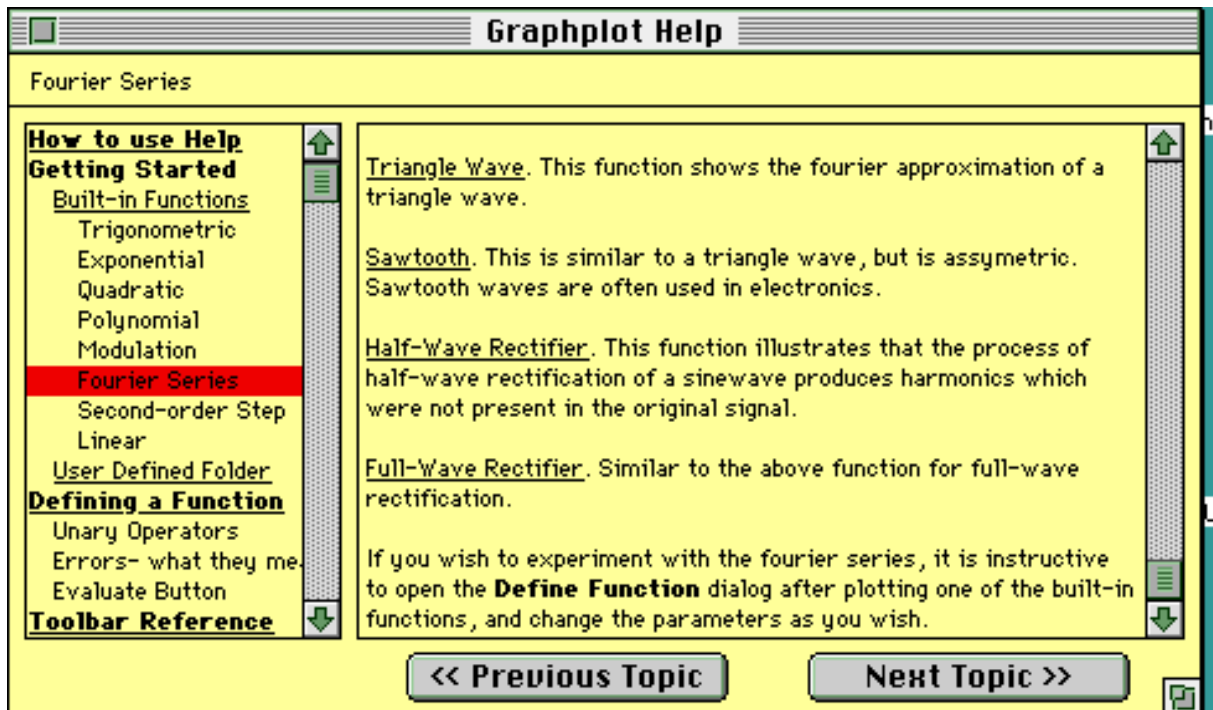 Graphplot Help
Fourier Series
How to use Help
Getting Started
Built-in Functions
Trigonometric
Exponential
Quadratic
Polynomial
Modulation
Fourier Series
Second-order Step
Linear
User Defined Folder
Defining a Function
Unary Operators
Errors- what they me
Evaluate Button
Toolbar Reference
Triangle Wave. This function shows the fourier approximation of a
triangle wave.
Sawtooth. This is similar to a triangle wave, but is assymetric.
Sawtooth waves are often used in electronics.
Half-Wave Rectifier. This function illustrates that the process of
half-wave rectification of a sinewave produces harmonics which
were not present in the original signal.
Full-Wave Rectifier. Similar to the above function for full-wave
rectification.
If you wish to experiment with the fourier series, it is instructive
to open the Define Function dialog after plotting one of the built-in
functions, and change the parameters as you wish.
<< Previous Topic
Next Topic >>